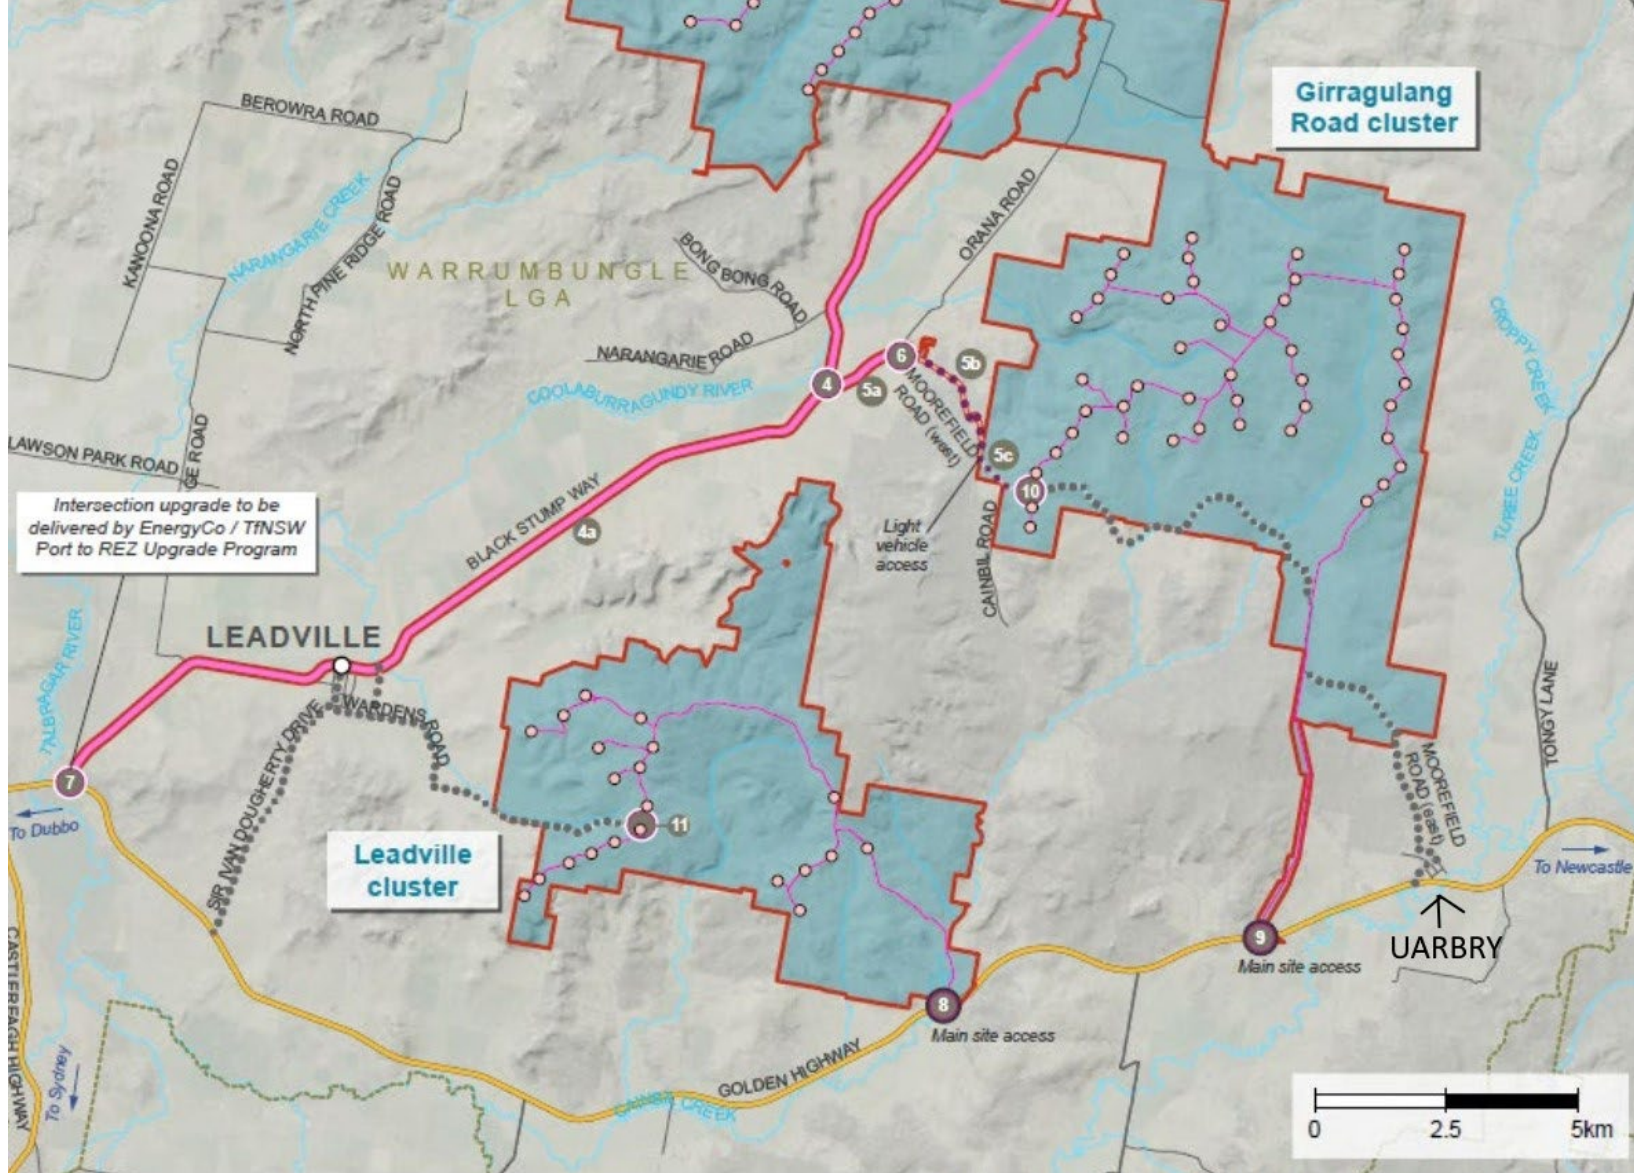 Girragulang
Road cluster
BEROWRA ROAD
KANOONA ROAD
NARANGARIE CREEK
NORTH PINE RIDGE ROAD
WARRUMBUNGLE
LGA
BONG BONG ROAD
ORANA ROAD
CROPPY CREEK
NARANGARIE ROAD
COOLABURRAGUNDY RIVER
4
5a
6
5b
MOOREFIELD
ROAD (west)
5c
10
LAWSON PARK ROAD
GE ROAD
TUREE CREEK
Intersection upgrade to be
delivered by EnergyCo / TfNSW
Port to REZ Upgrade Program
BLACK STUMP WAY
4a
Light
vehicle
access
CAINBIL ROAD
LEADVILLE
TALBRAGAR RIVER
WARDENS ROAD
SIR IVAN DOUGHERTY DRIVE
TONGY LANE
MOOREFIELD
ROAD (east)
7
To Dubbo
11
Leadville
cluster
To Newcastle
9
Main site access
UARBRY
8
Main site access
CASTLEREAGH HIGHWAY
To Sydney
GOLDEN HIGHWAY
CAINBIL CREEK
0 2.5 5km